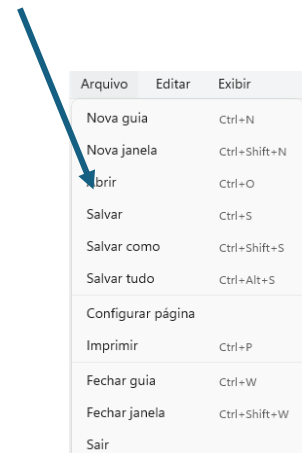 Arquivo Editar Exibir
Nova guia Ctrl+N
Nova janela Ctrl+Shift+N
Abrir Ctrl+O
Salvar Ctrl+S
Salvar como Ctrl+Shift+S
Salvar tudo Ctrl+Alt+S
Configurar página
Imprimir Ctrl+P
Fechar guia Ctrl+W
Fechar janela Ctrl+Shift+W
Sair